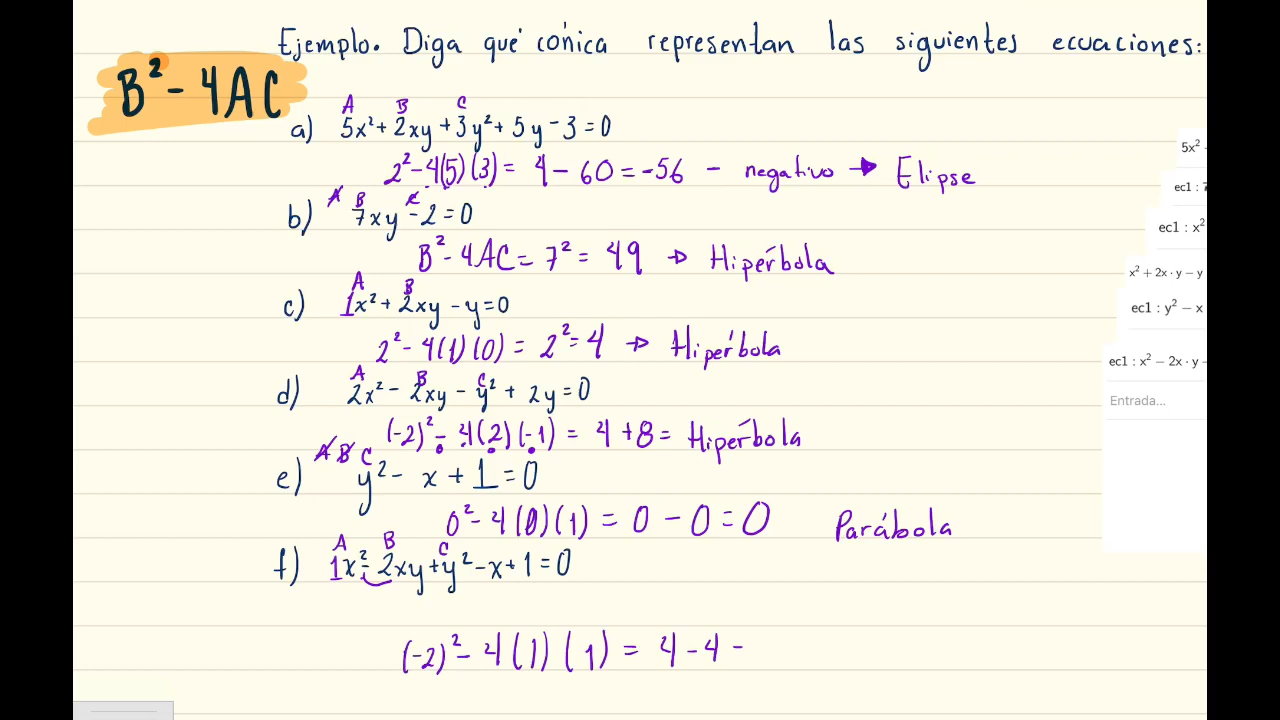 Ejemplo. Diga qué cónica representan las siguientes ecuaciones:
B² - 4AC
A B C
a) 5x² + 2xy + 3y² + 5y - 3 = 0
2² - 4(5)(3) = 4 - 60 = -56 - negativo → Elipse
A B C
b) 7xy - 2 = 0
B² - 4AC = 7² = 49 → Hipérbola
A B
c) 1x² + 2xy - y = 0
2² - 4(1)(0) = 2² = 4 → Hipérbola
A B C
d) 2x² - 2xy - y² + 2y = 0
(-2)² - 4(2)(-1) = 4 + 8 = Hipérbola
A B C
e) y² - x + 1 = 0
0² - 4(0)(1) = 0 - 0 = 0 Parábola
A B C
f) 1x² - 2xy + y² - x + 1 = 0
(-2)² - 4(1)(1) = 4 - 4 -
5x²
ec1 : 7
ec1 : x²
x² + 2x · y − y
ec1 : y² − x
ec1 : x² − 2x · y
Entrada...